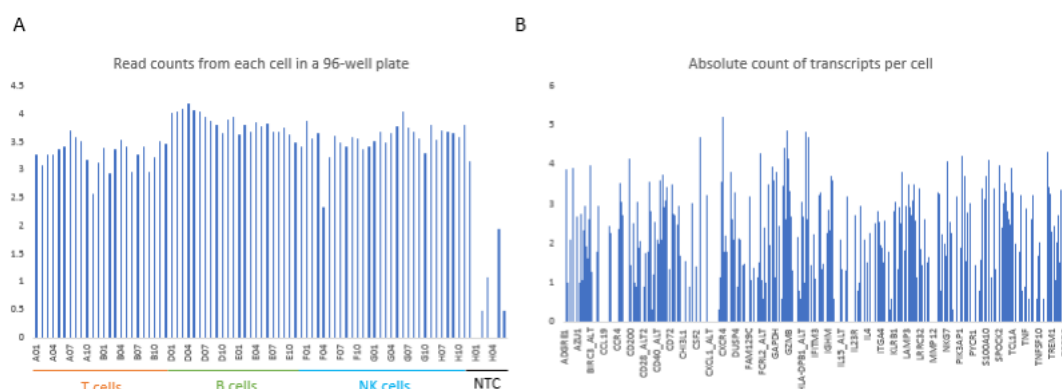 A
B
Read counts from each cell in a 96-well plate
Absolute count of transcripts per cell
4.5
4
3.5
3
2.5
2
1.5
1
0.5
0
A01 A04 A07 A10 B01 B04 B07 B10 D01 D04 D07 D10 E01 E04 E07 E10 F01 F04 F07 F10 G01 G04 G07 G10 H10 H01 H04
T cells B cells NK cells NTC
6
5
4
3
2
1
0
ADGRE1 AZU1 BIRC3_ALT CCL19 CCR4 CD200 CD28_ALT2 CD40_ALT CD72 CHI3L1 CSF2 CXCL1_ALT CXCR4 DUSP4 FAM129C FCRL2_ALT GAPDH GZMB HLA-DPB1_ALT IFITM3 IGHM IL15_ALT IL23R IL4 ITGA4 KLRB1 LAMP3 LRRC32 MMP12 NKG7 PIK3AP1 PYCR1 S100A10 SPOCK2 TCL1A TNF TNFSF10 TREM1